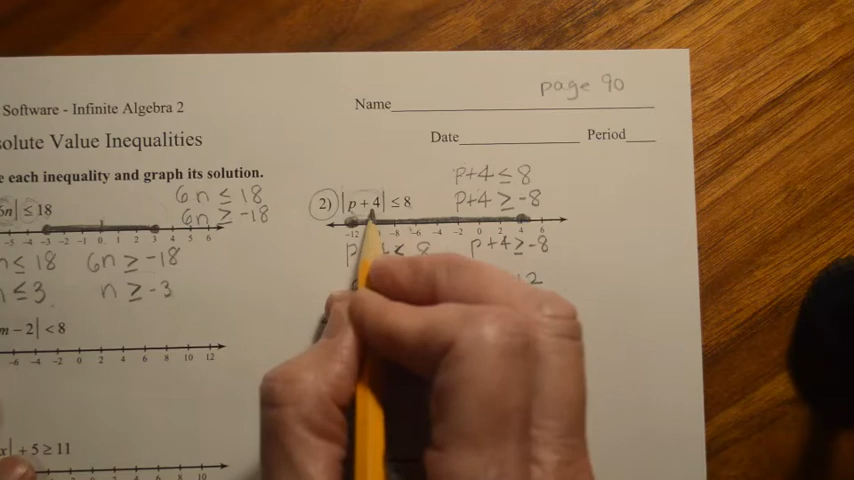 page 90
Software - Infinite Algebra 2
Name
olute Value Inequalities
Date Period
e each inequality and graph its solution.
6n| ≤ 18
6n ≤ 18
6n ≥ -18
-5 -4 -3 -2 -1 0 1 2 3 4 5 6
n ≤ 18 6n ≥ -18
n ≤ 3 n ≥ -3
2) |p + 4| ≤ 8
p+4 ≤ 8
p+4 ≥ -8
-12 -8 -6 -4 -2 0 2 4 6
p+4≥-8
m − 2| < 8
-6 -4 -2 0 2 4 6 8 10 12
x| + 5 ≥ 11
10